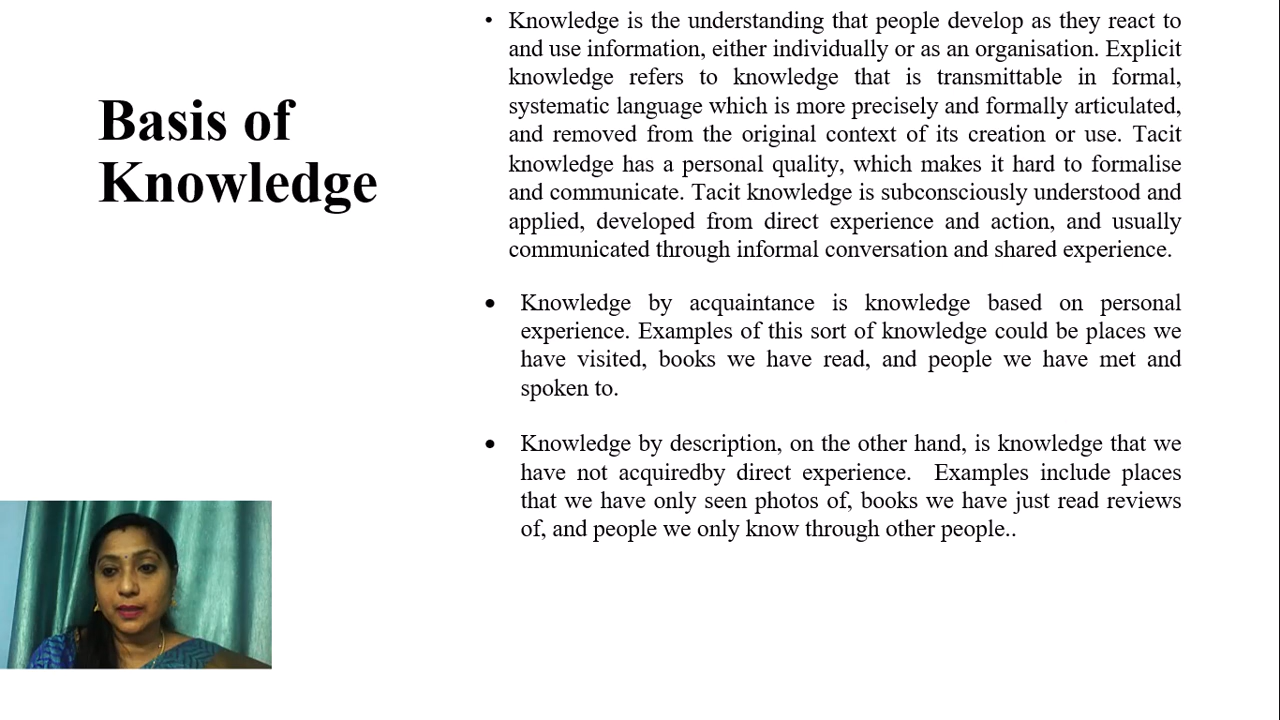 Basis of
Knowledge
• Knowledge is the understanding that people develop as they react to
and use information, either individually or as an organisation. Explicit
knowledge refers to knowledge that is transmittable in formal,
systematic language which is more precisely and formally articulated,
and removed from the original context of its creation or use. Tacit
knowledge has a personal quality, which makes it hard to formalise
and communicate. Tacit knowledge is subconsciously understood and
applied, developed from direct experience and action, and usually
communicated through informal conversation and shared experience.
• Knowledge by acquaintance is knowledge based on personal
experience. Examples of this sort of knowledge could be places we
have visited, books we have read, and people we have met and
spoken to.
• Knowledge by description, on the other hand, is knowledge that we
have not acquiredby direct experience. Examples include places
that we have only seen photos of, books we have just read reviews
of, and people we only know through other people..